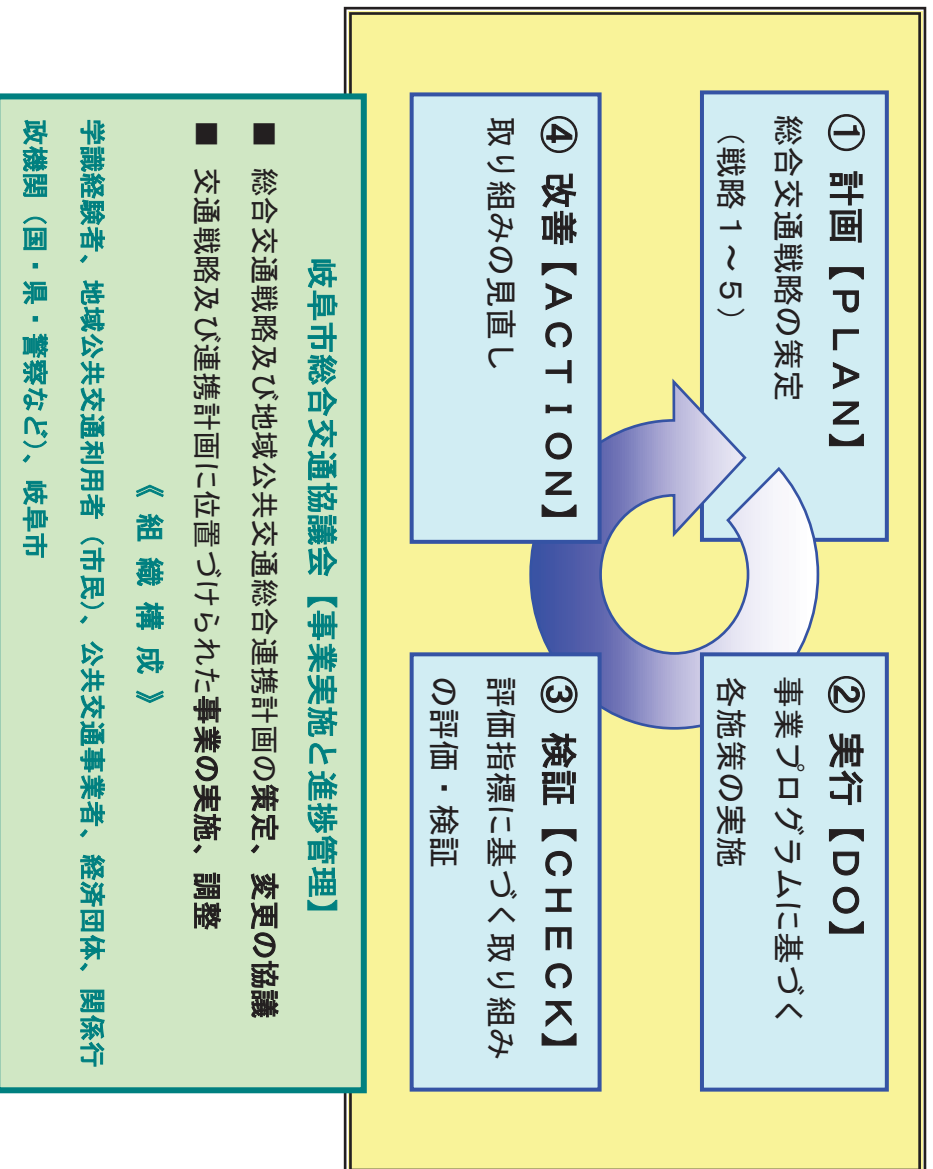 ① 計画【ＰＬＡＮ】
総合交通戦略の策定
（戦略１～５）
② 実行【ＤＯ】
事業プログラムに基づく
各施策の実施
④ 改善【ＡＣＴＩＯＮ】
取り組みの見直し
③ 検証【ＣＨＥＣＫ】
評価指標に基づく取り組み
の評価・検証
岐阜市総合交通協議会【事業実施と進捗管理】
■ 総合交通戦略及び地域公共交通総合連携計画の策定、変更の協議
■ 交通戦略及び連携計画に位置づけられた事業の実施、調整
《 組 織 構 成 》
学識経験者、地域公共交通利用者（市民）、公共交通事業者、経済団体、関係行
政機関（国・県・警察など）、岐阜市